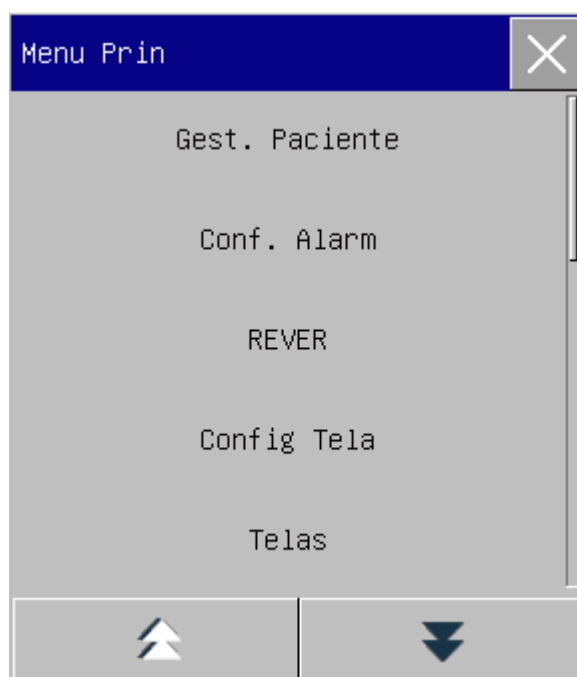 Menu Prin
Gest. Paciente
Conf. Alarm
REVER
Config Tela
Telas